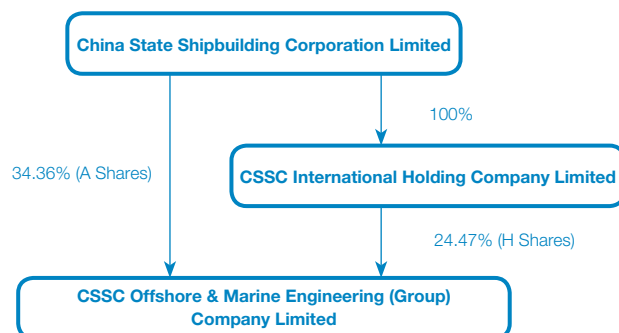 China State Shipbuilding Corporation Limited
100%
34.36% (A Shares)
CSSC International Holding Company Limited
24.47% (H Shares)
CSSC Offshore & Marine Engineering (Group)
Company Limited